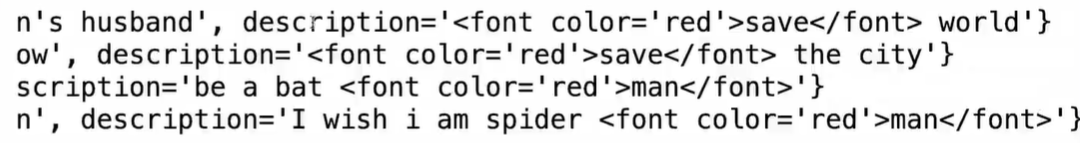 n's husband', description='<font color='red'>save</font> world'}
ow', description='<font color='red'>save</font> the city'}
scription='be a bat <font color='red'>man</font>'}
n', description='I wish i am spider <font color='red'>man</font>'}